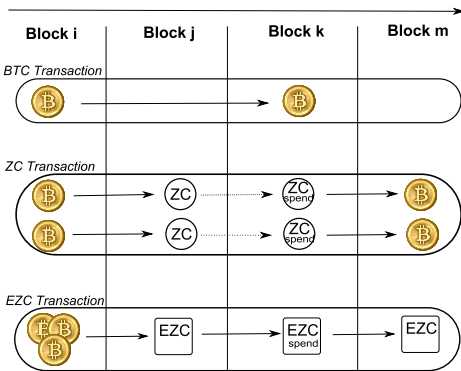 Block i Block j Block k Block m
BTC Transaction
ZC Transaction
ZC ZC spend
ZC ZC spend
EZC Transaction
EZC EZC spend EZC